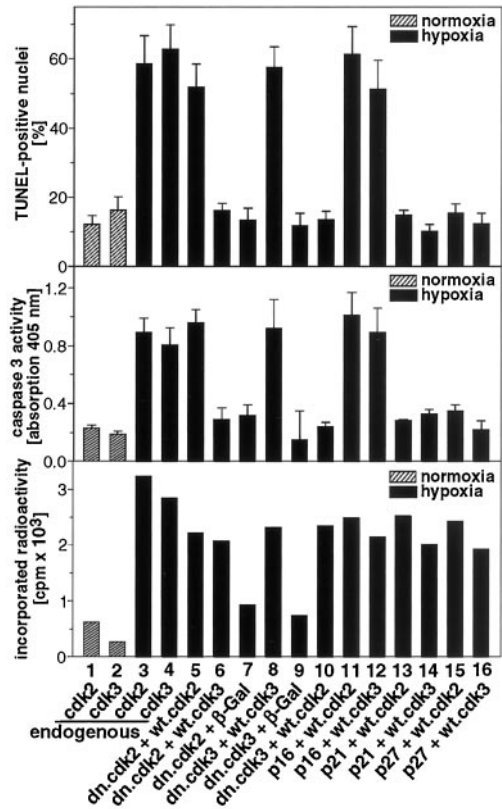 normoxia
hypoxia
TUNEL-positive nuclei
[%]
60
40
20
0
normoxia
hypoxia
caspase 3 activity
[absorption 405 nm]
1.2
0.8
0.4
0.0
normoxia
hypoxia
incorporated radioactivity
[cpm x 10³]
3
2
1
0
1 2 3 4 5 6 7 8 9 10 11 12 13 14 15 16
cdk2
cdk3
cdk2
cdk3
endogenous
dn.cdk2 + wt.cdk2
dn.cdk2 + wt.cdk3
dn.cdk2 + β-Gal
dn.cdk3 + wt.cdk3
dn.cdk3 + β-Gal
dn.cdk3 + wt.cdk2
p16 + wt.cdk2
p16 + wt.cdk3
p21 + wt.cdk2
p21 + wt.cdk3
p27 + wt.cdk2
p27 + wt.cdk3